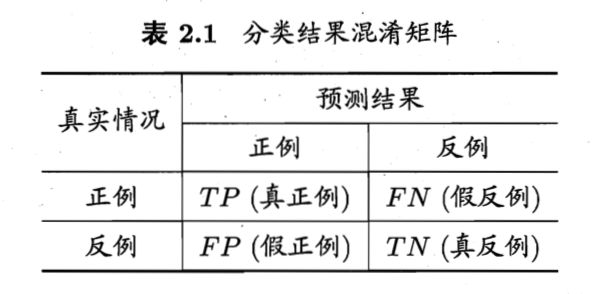 表 2.1 分类结果混淆矩阵
真实情况 预测结果
正例 反例
正例 TP (真正例) FN (假反例)
反例 FP (假正例) TN (真反例)